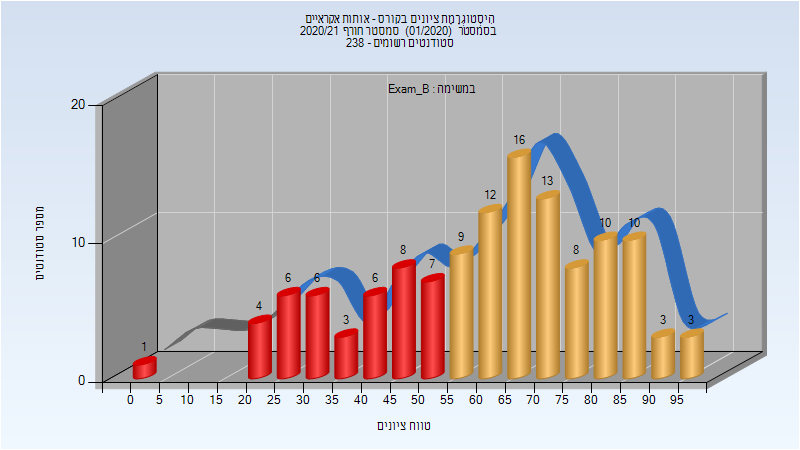 היסטוגרמת ציונים בקורס - אותות אקראיים
בסמסטר (01/2020) סמסטר חורף 2020/21
סטודנטים רשומים - 238
במשימה : Exam_B
מספר סטודנטים
20
10
0
1
4
6
6
3
6
8
7
9
12
16
13
8
10
10
3
3
0 5 10 15 20 25 30 35 40 45 50 55 60 65 70 75 80 85 90 95
טווח ציונים